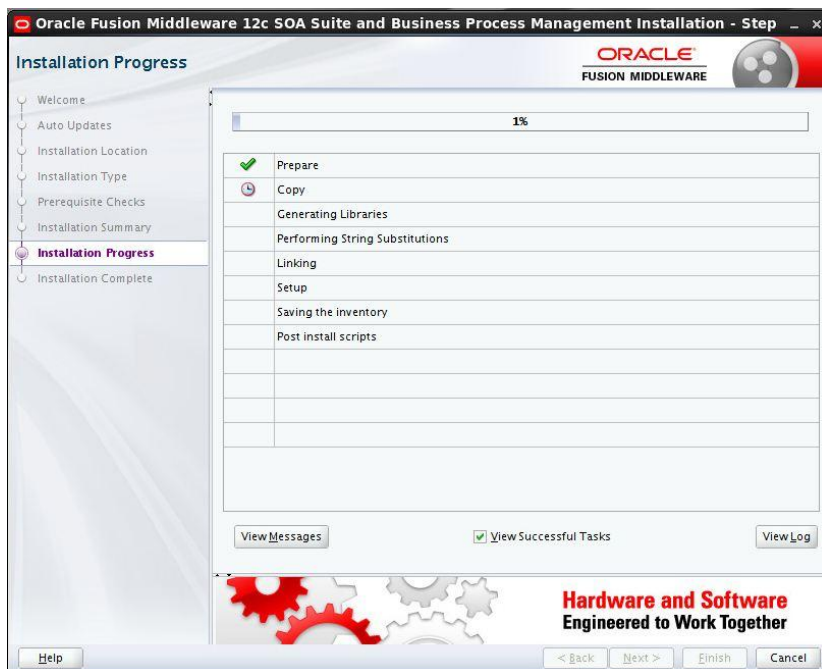 Oracle Fusion Middleware 12c SOA Suite and Business Process Management Installation - Step
Installation Progress
ORACLE
FUSION MIDDLEWARE
Welcome
Auto Updates
Installation Location
Installation Type
Prerequisite Checks
Installation Summary
Installation Progress
Installation Complete
1%
Prepare
Copy
Generating Libraries
Performing String Substitutions
Linking
Setup
Saving the inventory
Post install scripts
View Messages
View Successful Tasks
View Log
Hardware and Software
Engineered to Work Together
Help
< Back
Next >
Finish
Cancel